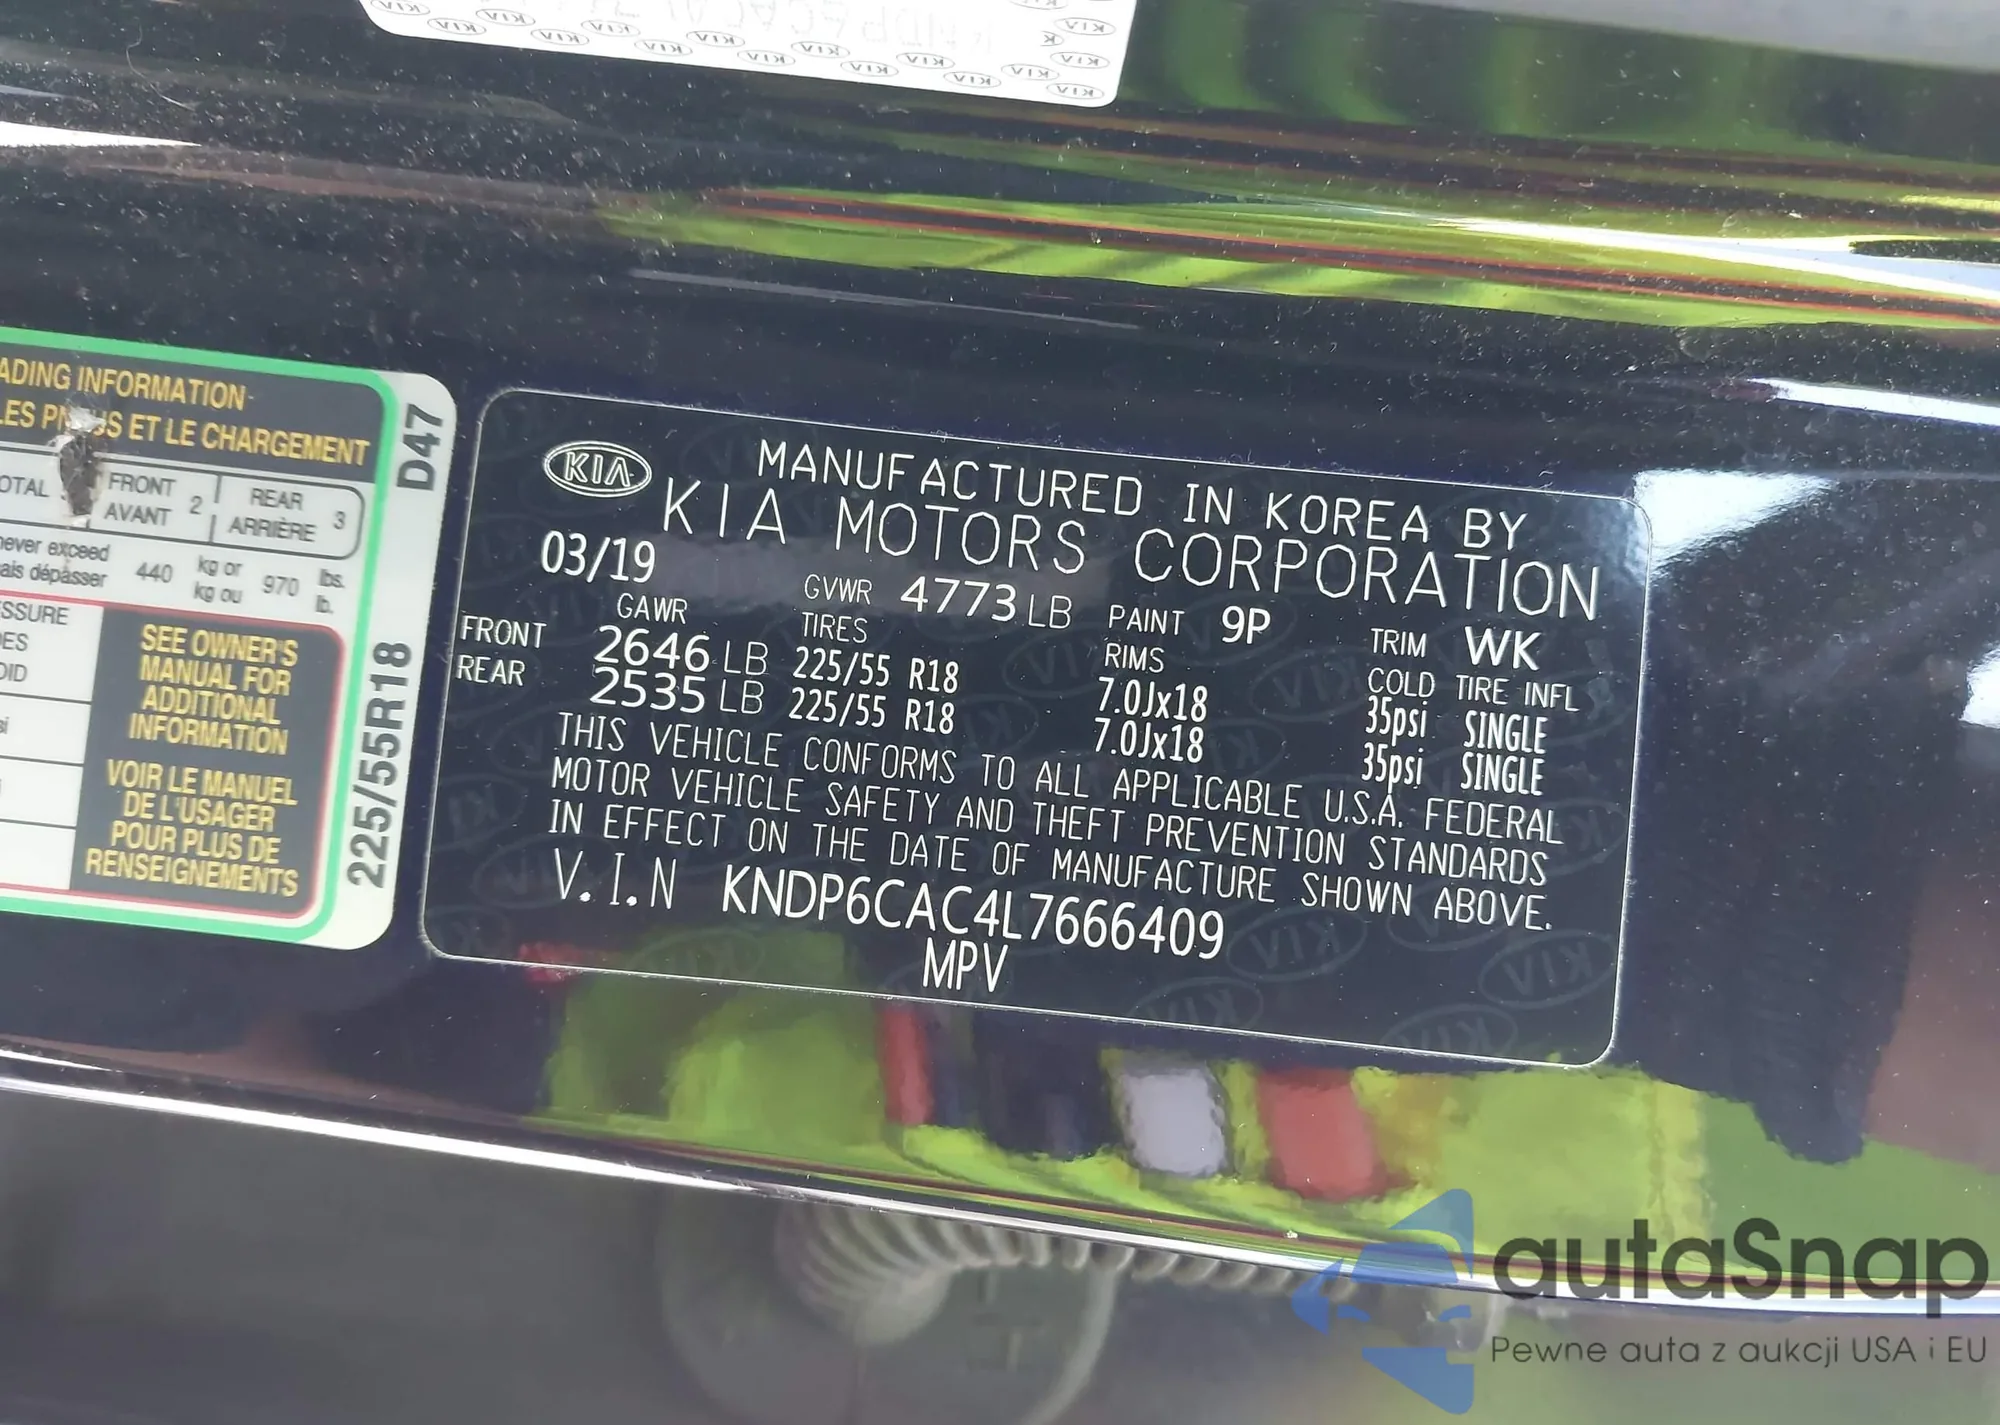 KIA
ADING INFORMATION-
LES PNEUS ET LE CHARGEMENT
OTAL
FRONT
AVANT
2
REAR
ARRIÈRE
3
never exceed
ais dépasser
440
kg or
kg ou
970
lbs.
lb.
SSURE
SEE OWNER'S
MANUAL FOR
ADDITIONAL
INFORMATION
VOIR LE MANUEL
DE L'USAGER
POUR PLUS DE
RENSEIGNEMENTS
D47
225/55R18
KIA
MANUFACTURED IN KOREA BY
KIA MOTORS CORPORATION
03/19 GVWR 4773 LB PAINT 9P TRIM WK
GAWR TIRES RIMS COLD TIRE INFL
FRONT 2646 LB 225/55 R18 7.0Jx18 35psi SINGLE
REAR 2535 LB 225/55 R18 7.0Jx18 35psi SINGLE
THIS VEHICLE CONFORMS TO ALL APPLICABLE U.S.A. FEDERAL
MOTOR VEHICLE SAFETY AND THEFT PREVENTION STANDARDS
IN EFFECT ON THE DATE OF MANUFACTURE SHOWN ABOVE.
V.I.N KNDP6CAC4L7666409
MPV
autaSnap
Pewne auta z aukcji USA i EU